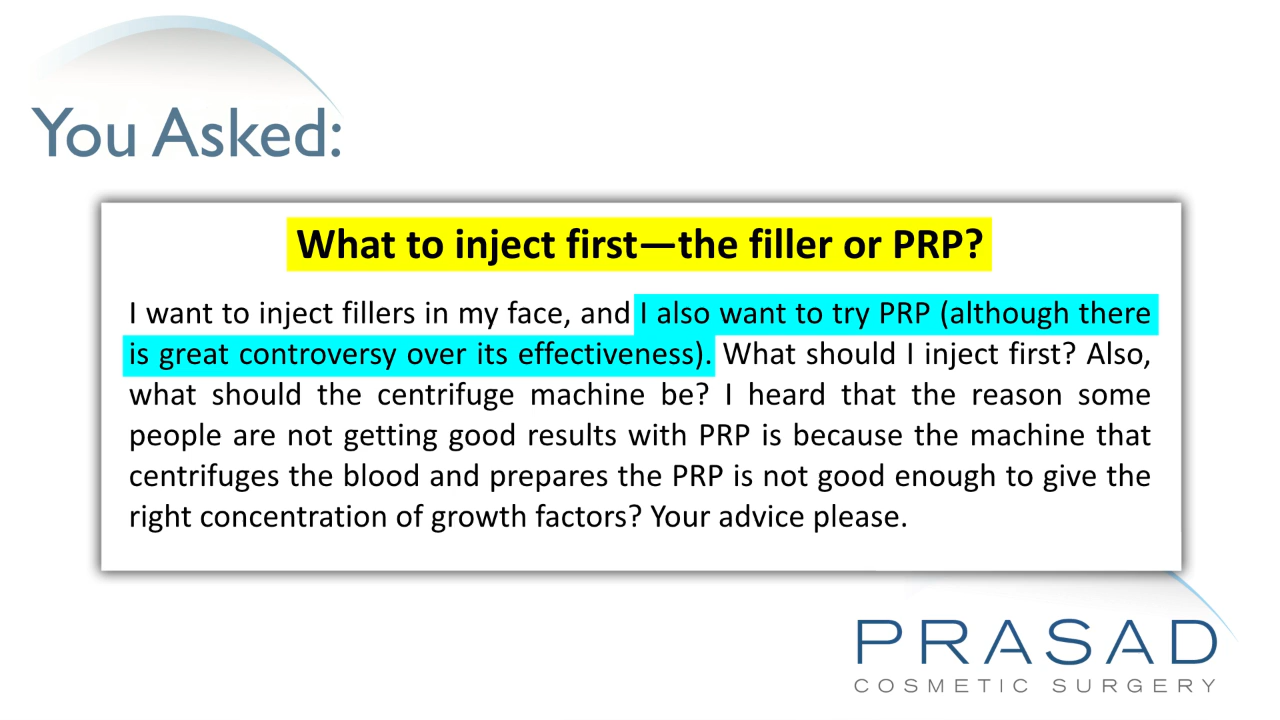 You Asked:
What to inject first—the filler or PRP?
I want to inject fillers in my face, and I also want to try PRP (although there
is great controversy over its effectiveness). What should I inject first? Also,
what should the centrifuge machine be? I heard that the reason some
people are not getting good results with PRP is because the machine that
centrifuges the blood and prepares the PRP is not good enough to give the
right concentration of growth factors? Your advice please.
PRASAD
COSMETIC SURGERY